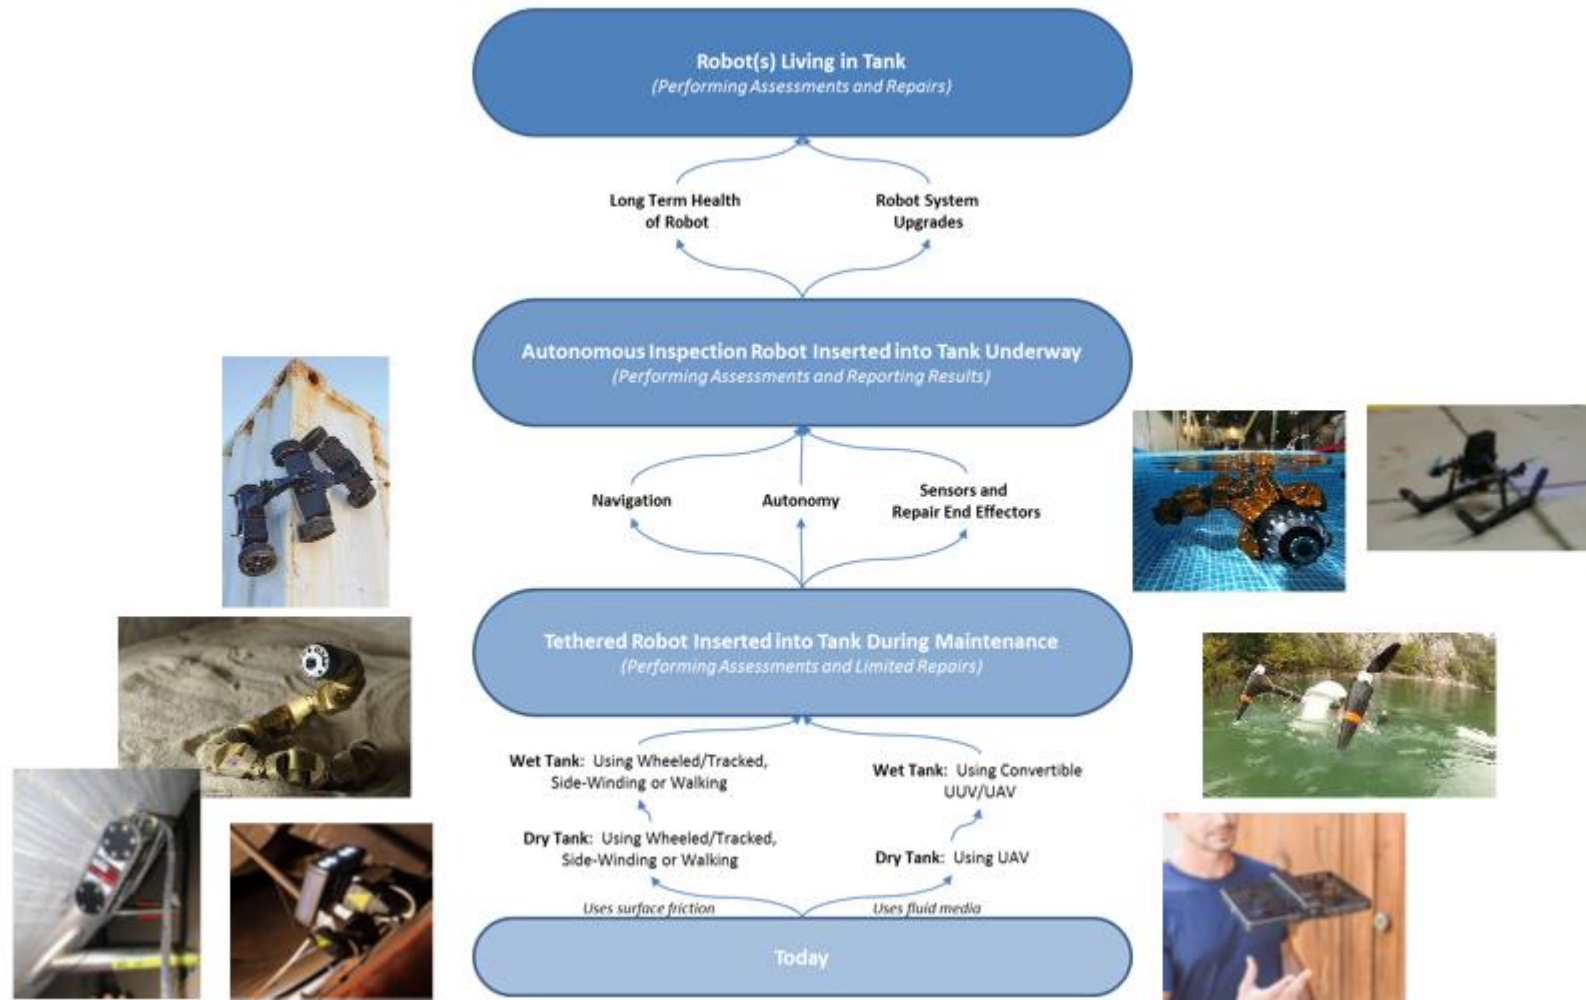 Robot(s) Living in Tank
(Performing Assessments and Repairs)
Long Term Health
of Robot
Robot System
Upgrades
Autonomous Inspection Robot Inserted into Tank Underway
(Performing Assessments and Reporting Results)
Navigation
Autonomy
Sensors and
Repair End Effectors
Tethered Robot Inserted into Tank During Maintenance
(Performing Assessments and Limited Repairs)
Wet Tank: Using Wheeled/Tracked,
Side-Winding or Walking
Wet Tank: Using Convertible
UUV/UAV
Dry Tank: Using Wheeled/Tracked,
Side-Winding or Walking
Dry Tank: Using UAV
Uses surface friction
Uses fluid media
Today